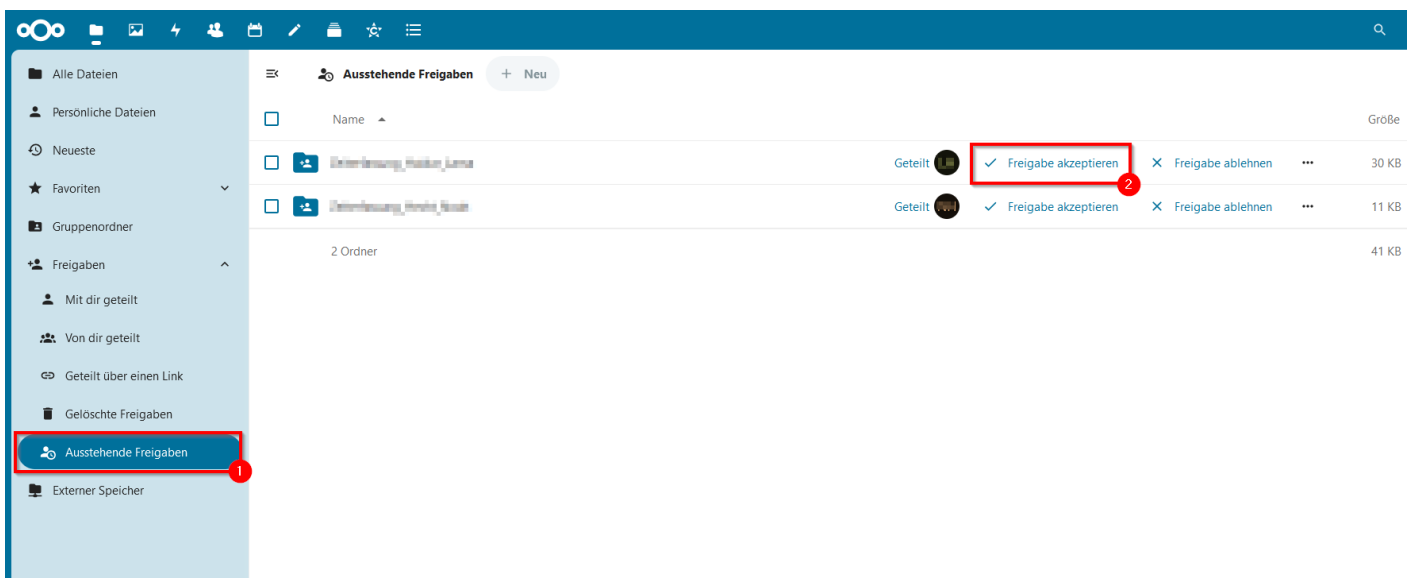 Alle Dateien
Persönliche Dateien
Neueste
Favoriten
Gruppenordner
Freigaben
Mit dir geteilt
Von dir geteilt
Geteilt über einen Link
Gelöschte Freigaben
Ausstehende Freigaben
1
Externer Speicher
Ausstehende Freigaben + Neu
Name Größe
Geteilt Freigabe akzeptieren Freigabe ablehnen ... 30 KB
2
Geteilt Freigabe akzeptieren Freigabe ablehnen ... 11 KB
2 Ordner 41 KB